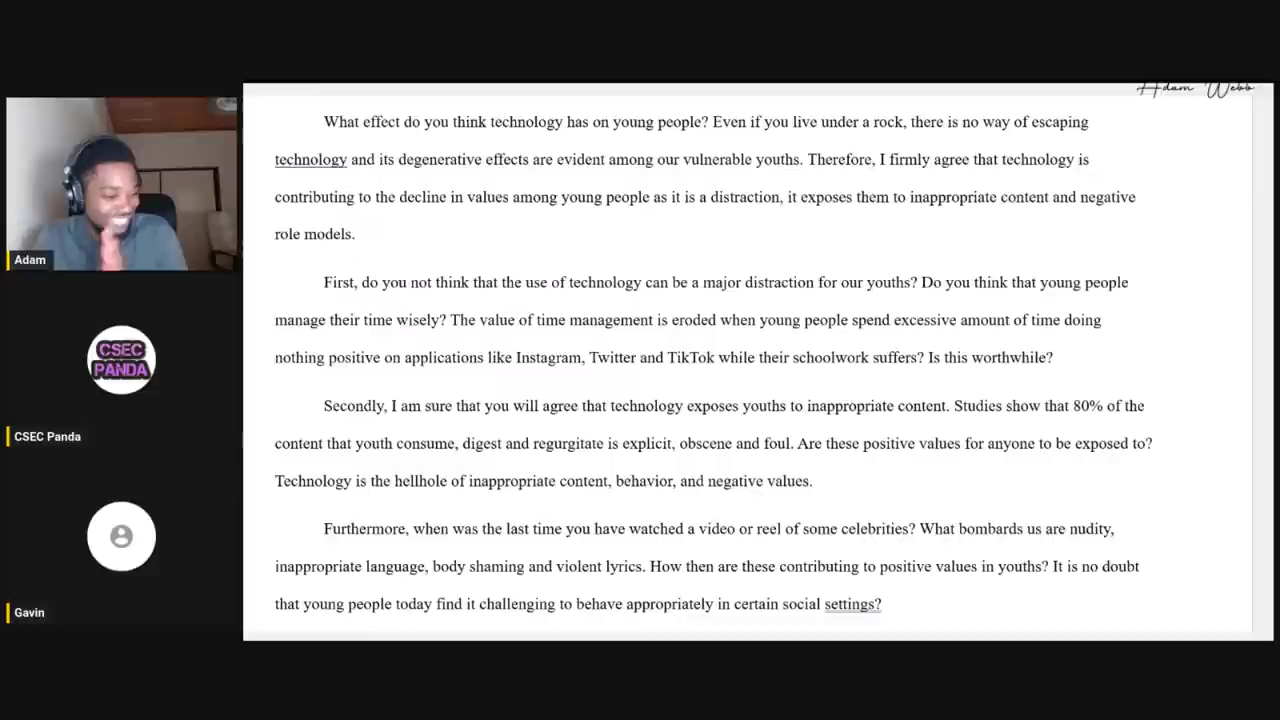 Adam Webb
What effect do you think technology has on young people? Even if you live under a rock, there is no way of escaping
technology and its degenerative effects are evident among our vulnerable youths. Therefore, I firmly agree that technology is
contributing to the decline in values among young people as it is a distraction, it exposes them to inappropriate content and negative
role models.
First, do you not think that the use of technology can be a major distraction for our youths? Do you think that young people
manage their time wisely? The value of time management is eroded when young people spend excessive amount of time doing
nothing positive on applications like Instagram, Twitter and TikTok while their schoolwork suffers? Is this worthwhile?
Secondly, I am sure that you will agree that technology exposes youths to inappropriate content. Studies show that 80% of the
content that youth consume, digest and regurgitate is explicit, obscene and foul. Are these positive values for anyone to be exposed to?
Technology is the hellhole of inappropriate content, behavior, and negative values.
Furthermore, when was the last time you have watched a video or reel of some celebrities? What bombards us are nudity,
inappropriate language, body shaming and violent lyrics. How then are these contributing to positive values in youths? It is no doubt
that young people today find it challenging to behave appropriately in certain social settings?
Adam
CSEC
PANDA
CSEC Panda
Gavin